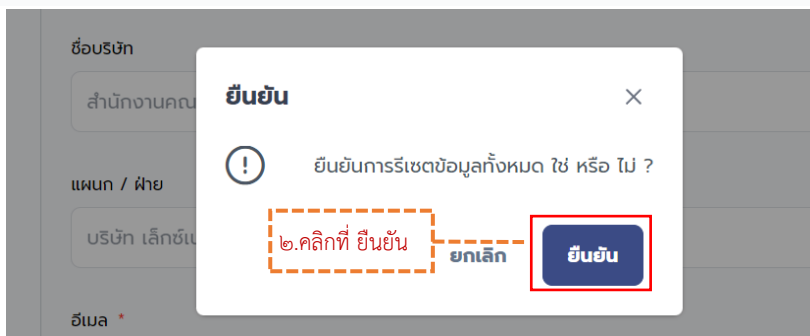 ชื่อบริษัท
สำนักงานคณ
ยืนยัน
ยืนยันการรีเซตข้อมูลทั้งหมด ใช่ หรือ ไม่ ?
แผนก / ฝ่าย
บริษัท เล็กซ์เน
๒.คลิกที่ ยืนยัน
ยกเลิก
ยืนยัน
อีเมล *